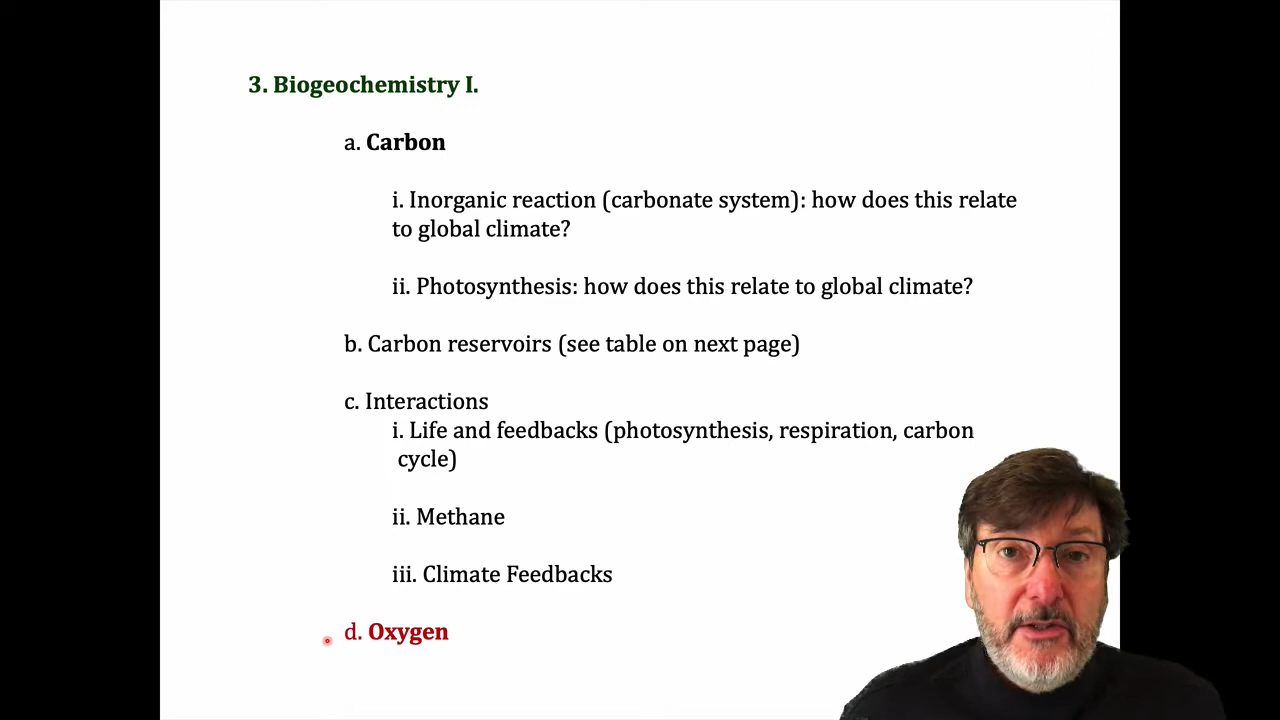 3. Biogeochemistry I.
a. Carbon
i. Inorganic reaction (carbonate system): how does this relate
to global climate?
ii. Photosynthesis: how does this relate to global climate?
b. Carbon reservoirs (see table on next page)
c. Interactions
i. Life and feedbacks (photosynthesis, respiration, carbon
cycle)
ii. Methane
iii. Climate Feedbacks
d. Oxygen